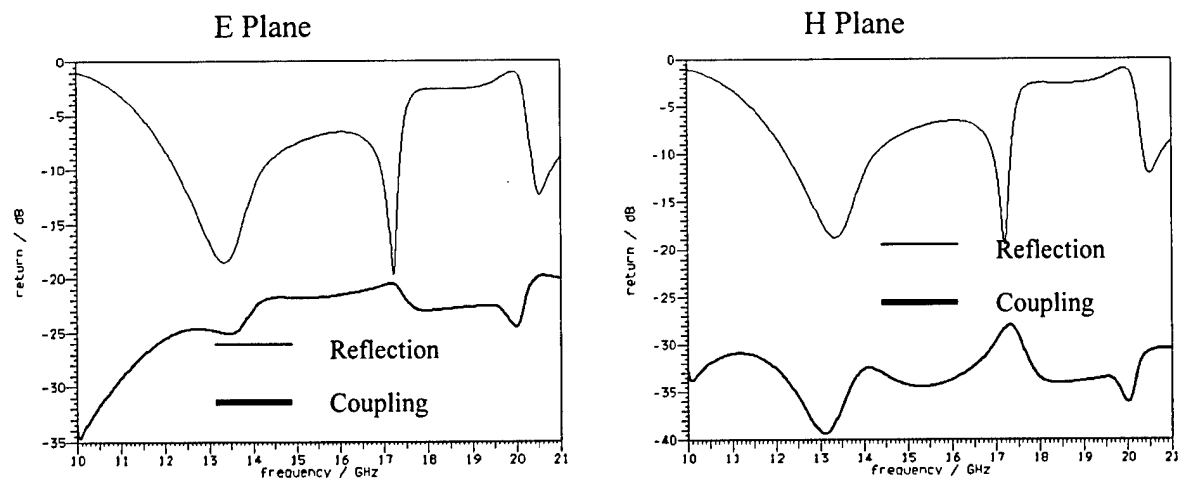 E Plane
0
-5
-10
-15
-20
-25
-30
-35
return / dB
10 11 12 13 14 15 16 17 18 19 20 21
frequency / GHz
Reflection
Coupling
H Plane
0
-5
-10
-15
-20
-25
-30
-35
-40
return / dB
10 11 12 13 14 15 16 17 18 19 20 21
frequency / GHz
Reflection
Coupling